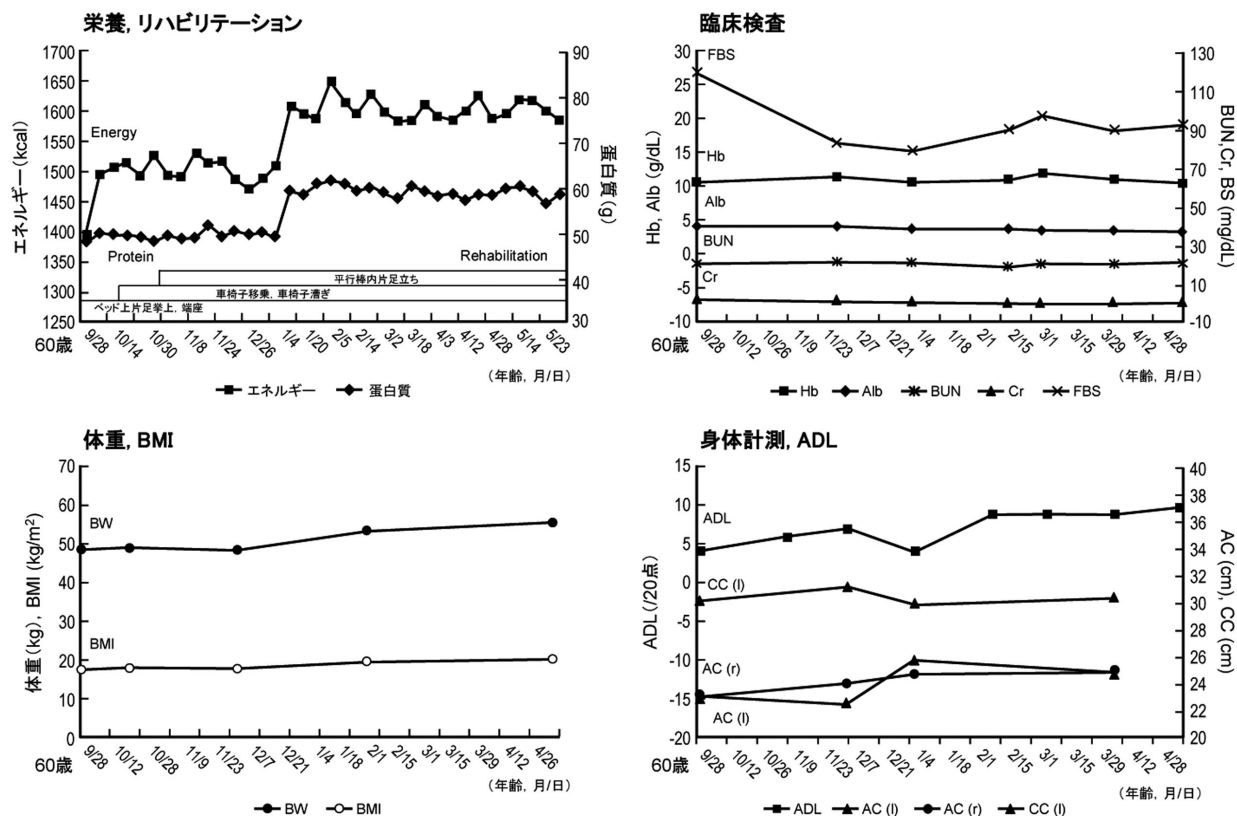 栄養, リハビリテーション
エネルギー(kcal)
1700
1650
1600
1550
1500
1450
1400
1350
1300
1250
90
80
70
60
50
40
30
蛋白質(g)
Energy
Protein
Rehabilitation
平行棒内片足立ち
車椅子移乗, 車椅子漕ぎ
ベッド上片足挙上, 端座
9/28 10/14 10/30 11/8 11/24 12/26 1/4 1/20 2/5 2/14 3/2 3/18 4/3 4/12 4/28 5/14 5/23
60歳
(年齢, 月/日)
エネルギー 蛋白質
臨床検査
Hb, Alb (g/dL)
30
25
20
15
10
5
0
-5
-10
130
110
90
70
50
30
10
-10
BUN,Cr, BS (mg/dL)
FBS
Hb
Alb
BUN
Cr
9/28 10/12 10/26 11/9 11/23 12/7 12/21 1/4 1/18 2/1 2/15 3/1 3/15 3/29 4/12 4/28
60歳
(年齢, 月/日)
Hb Alb BUN Cr FBS
体重, BMI
体重(kg), BMI (kg/m²)
70
60
50
40
30
20
10
0
BW
BMI
9/28 10/12 10/28 11/9 11/23 12/7 12/21 1/4 1/18 2/1 2/15 3/1 3/15 3/29 4/12 4/26
60歳
(年齢, 月/日)
BW BMI
身体計測, ADL
ADL(/20点)
15
10
5
0
-5
-10
-15
-20
40
38
36
34
32
30
28
26
24
22
20
AC (cm), CC (cm)
ADL
CC (l)
AC (r)
AC (l)
9/28 10/12 10/26 11/9 11/23 12/7 12/21 1/4 1/18 2/1 2/15 3/1 3/15 3/29 4/12 4/28
60歳
(年齢, 月/日)
ADL AC (l) AC (r) CC (l)